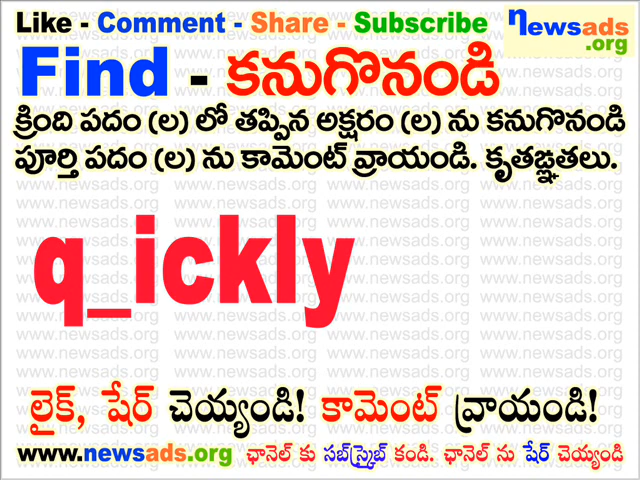 Like - Comment - Share - Subscribe
newsads
.org
Find - కనుగొనండి
క్రింది పదం (ల) లో తప్పిన అక్షరం (ల) ను కనుగొనండి
పూర్తి పదం (ల) ను కామెంట్ వ్రాయండి. కృతజ్ఞతలు.
q_ickly
లైక్, షేర్ చెయ్యండి! కామెంట్ వ్రాయండి!
www.newsads.org ఛానెల్ కు సబ్‌స్క్రైబ్ కండి. ఛానెల్ ను షేర్ చెయ్యండి